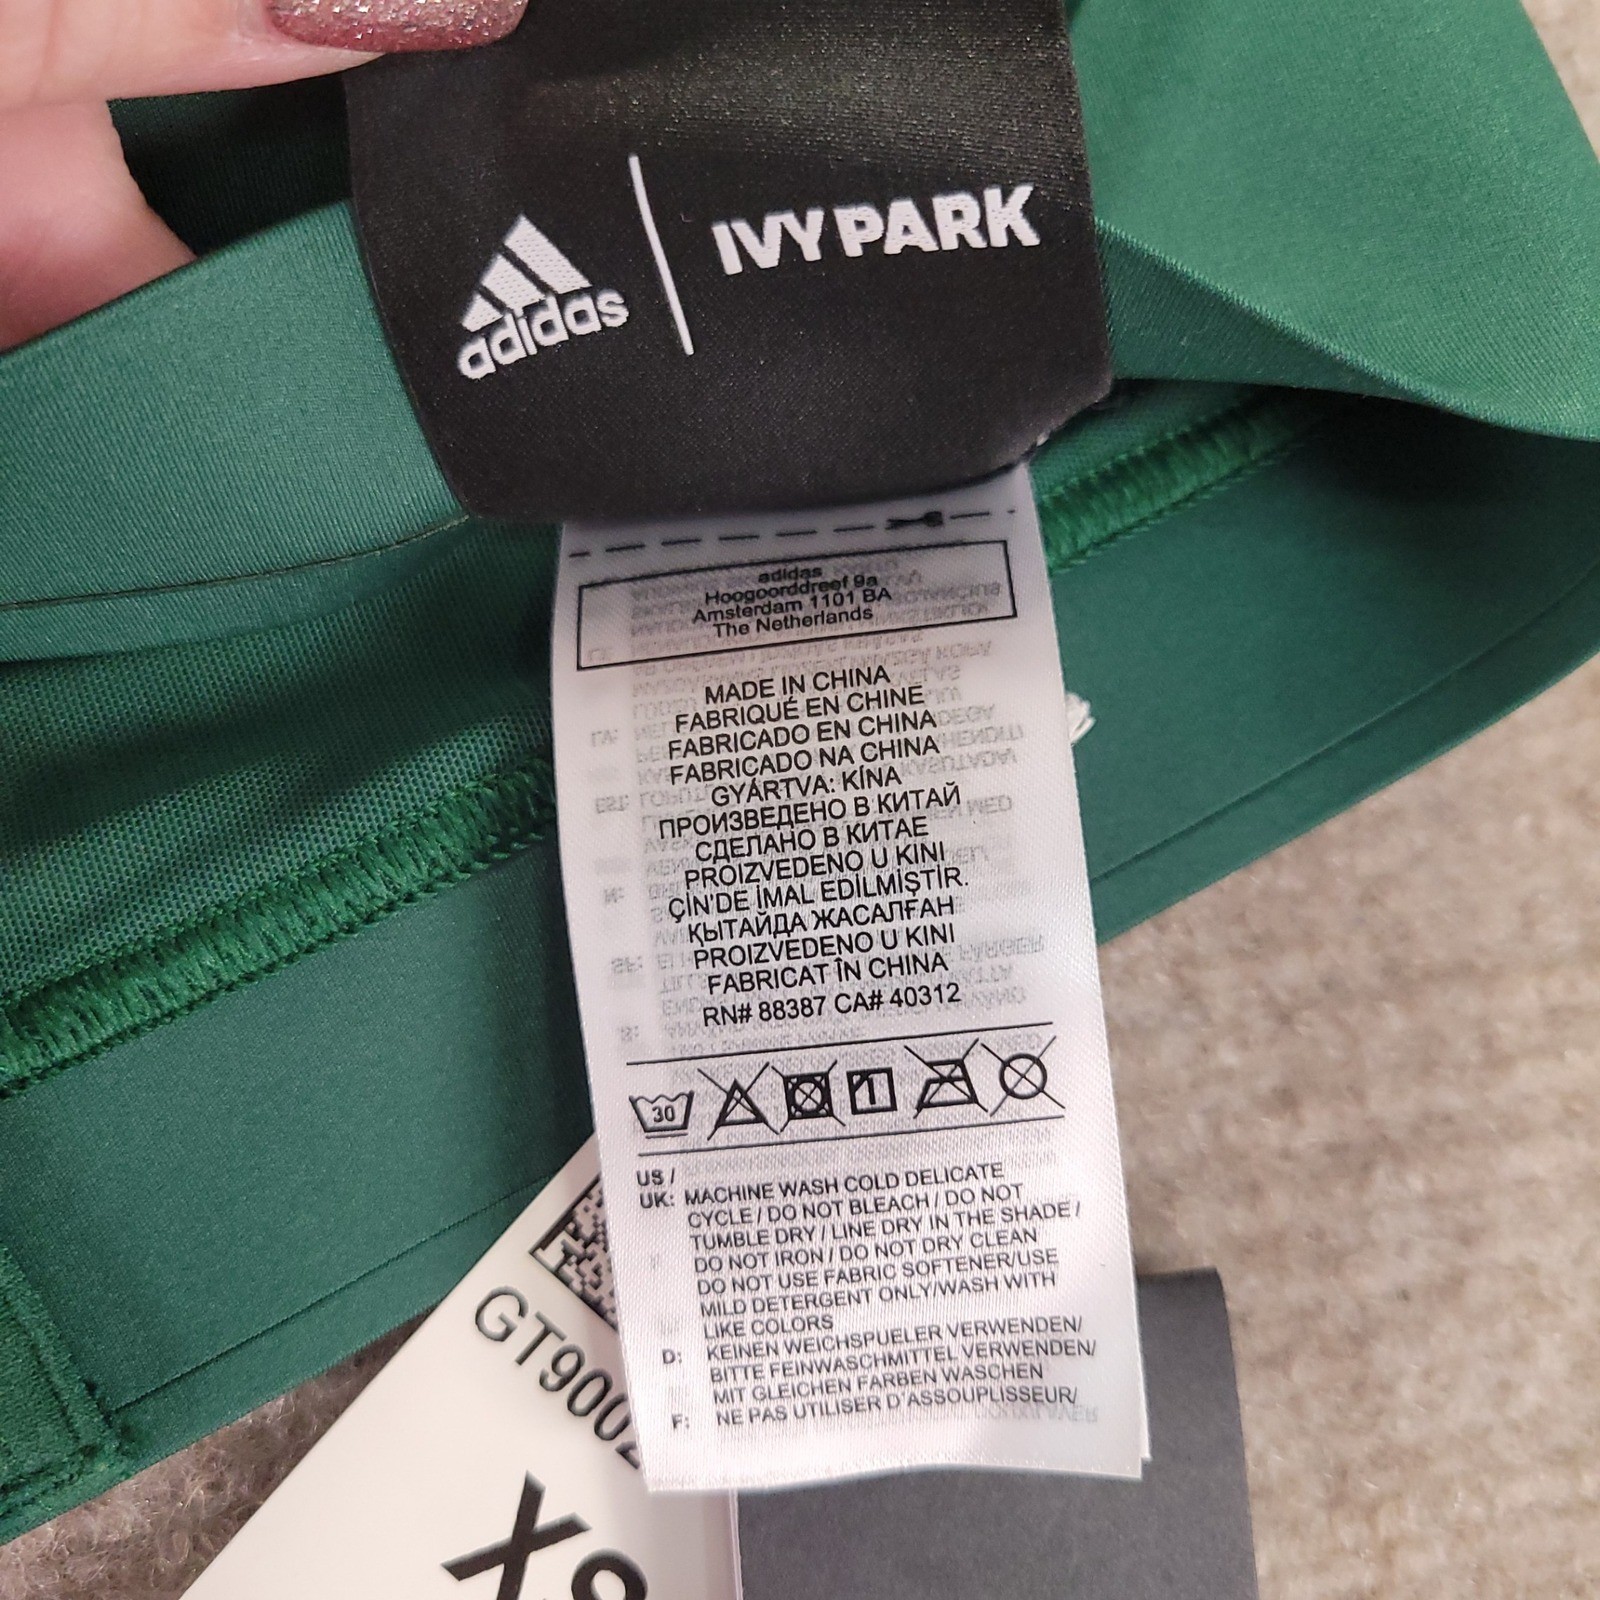 adidas
IVY PARK
adidas
Hoogoorddreef 9a
Amsterdam 1101 BA
The Netherlands
MADE IN CHINA
FABRIQUÉ EN CHINE
FABRICADO EN CHINA
FABRICADO NA CHINA
GYÁRTVA: KÍNA
ПРОИЗВЕДЕНО В КИТАЙ
СДЕЛАНО В КИТАЕ
PROIZVEDENO U KINI
ÇİN'DE İMAL EDİLMİŞTİR.
ҚЫТАЙДА ЖАСАЛҒАН
PROIZVEDENO U KINI
FABRICAT ÎN CHINA
RN# 88387 CA# 40312
30
1
US /
UK: MACHINE WASH COLD DELICATE
CYCLE / DO NOT BLEACH / DO NOT
TUMBLE DRY / LINE DRY IN THE SHADE /
DO NOT IRON / DO NOT DRY CLEAN
DO NOT USE FABRIC SOFTENER/USE
MILD DETERGENT ONLY/WASH WITH
LIKE COLORS
D: KEINEN WEICHSPUELER VERWENDEN/
BITTE FEINWASCHMITTEL VERWENDEN/
MIT GLEICHEN FARBEN WASCHEN
F: NE PAS UTILISER D'ASSOUPLISSEUR/
GT9002